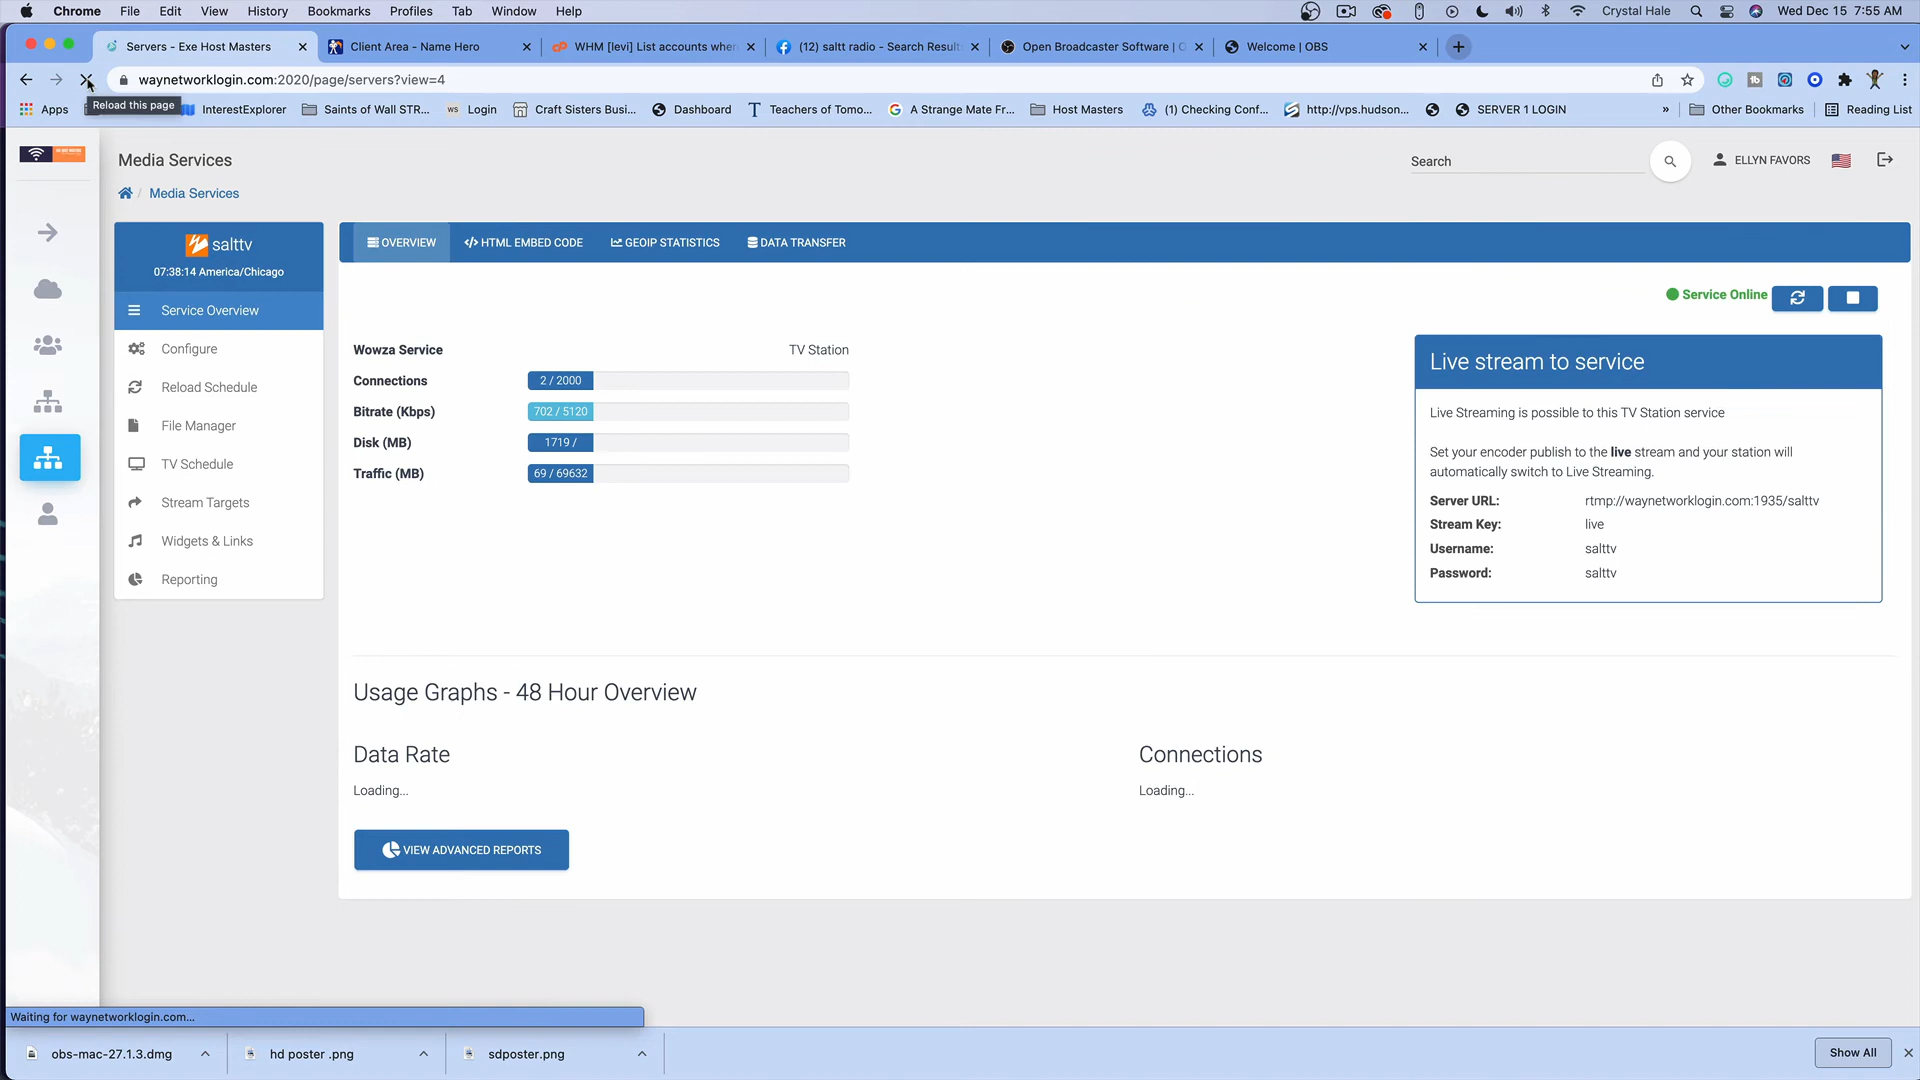 Chrome File Edit View History Bookmarks Profiles Tab Window Help Crystal Hale Wed Dec 15 7:55 AM
Servers - Exe Host Masters Client Area - Name Hero WHM [levi] List accounts when (12) saltt radio - Search Result Open Broadcaster Software | O Welcome | OBS
waynetworklogin.com:2020/page/servers?view=4
Reload this page
Apps InterestExplorer Saints of Wall STR... WS Login Craft Sisters Busi... Dashboard Teachers of Tomo... A Strange Mate Fr... Host Masters (1) Checking Conf... http://vps.hudson... SERVER 1 LOGIN » Other Bookmarks Reading List
Media Services
Search
ELLYN FAVORS
/ Media Services
salttv
07:38:14 America/Chicago
Service Overview
Configure
Reload Schedule
File Manager
TV Schedule
Stream Targets
Widgets & Links
Reporting
OVERVIEW HTML EMBED CODE GEOIP STATISTICS DATA TRANSFER
Service Online
Wowza Service TV Station
Connections 2 / 2000
Bitrate (Kbps) 702 / 5120
Disk (MB) 1719 /
Traffic (MB) 69 / 69632
Live stream to service
Live Streaming is possible to this TV Station service
Set your encoder publish to the live stream and your station will
automatically switch to Live Streaming.
Server URL: rtmp://waynetworklogin.com:1935/salttv
Stream Key: live
Username: salttv
Password: salttv
Usage Graphs - 48 Hour Overview
Data Rate
Loading...
Connections
Loading...
VIEW ADVANCED REPORTS
Waiting for waynetworklogin.com...
obs-mac-27.1.3.dmg hd poster .png sdposter.png Show All